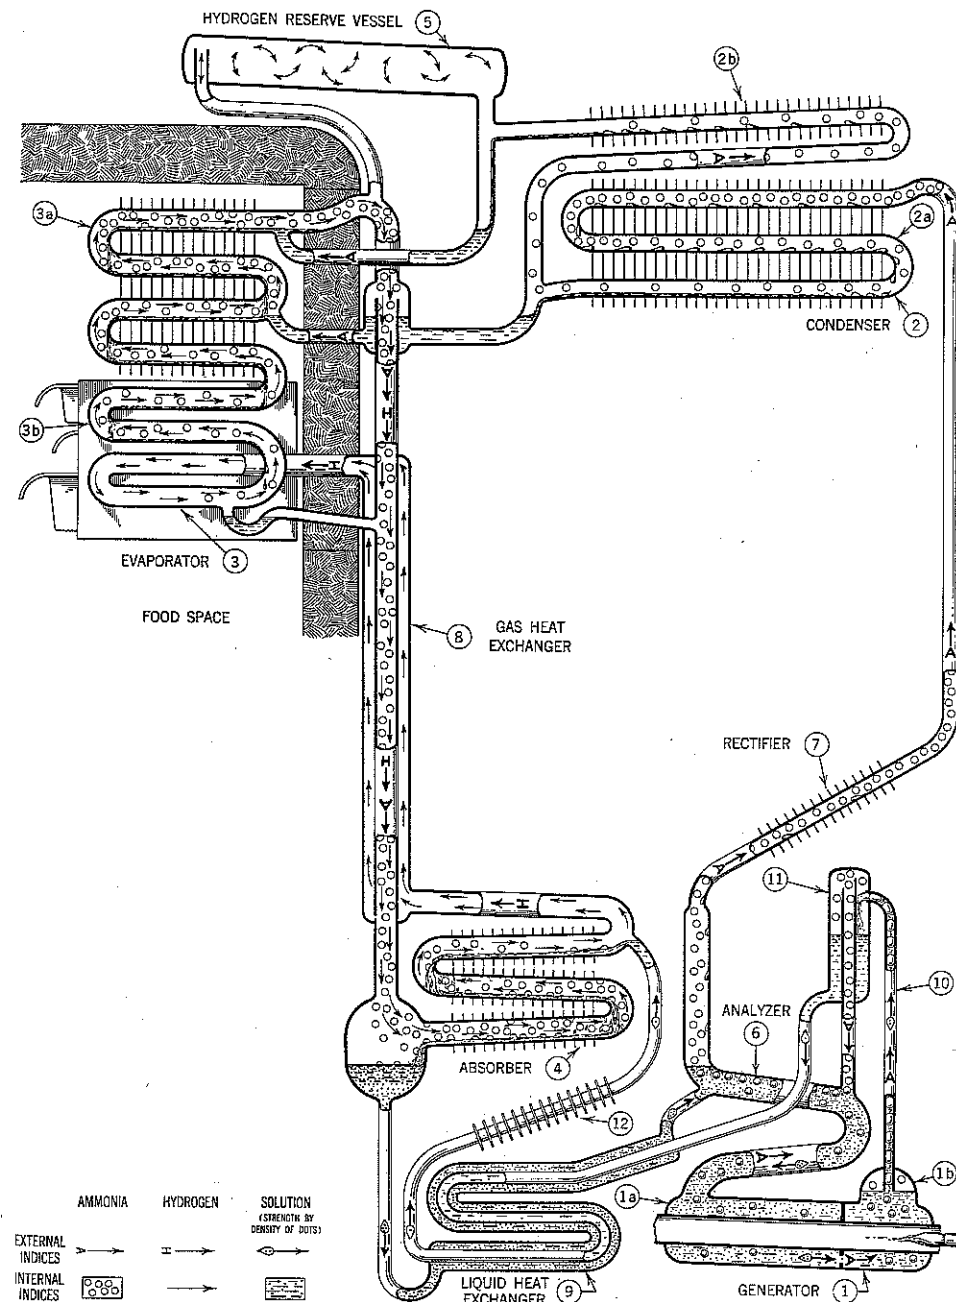 HYDROGEN RESERVE VESSEL 5
2b
3a
2a
CONDENSER 2
3b
EVAPORATOR 3
FOOD SPACE
8 GAS HEAT
EXCHANGER
RECTIFIER 7
11
10
ANALYZER
6
ABSORBER 4
12
1a
1b
AMMONIA HYDROGEN SOLUTION
(STRENGTH BY
DENSITY OF DOTS)
EXTERNAL
INDICES A H
INTERNAL
INDICES
LIQUID HEAT
EXCHANGER 9
GENERATOR 1
A
A
A
A
H
H
H
A
H
A
A
A
A
A
A